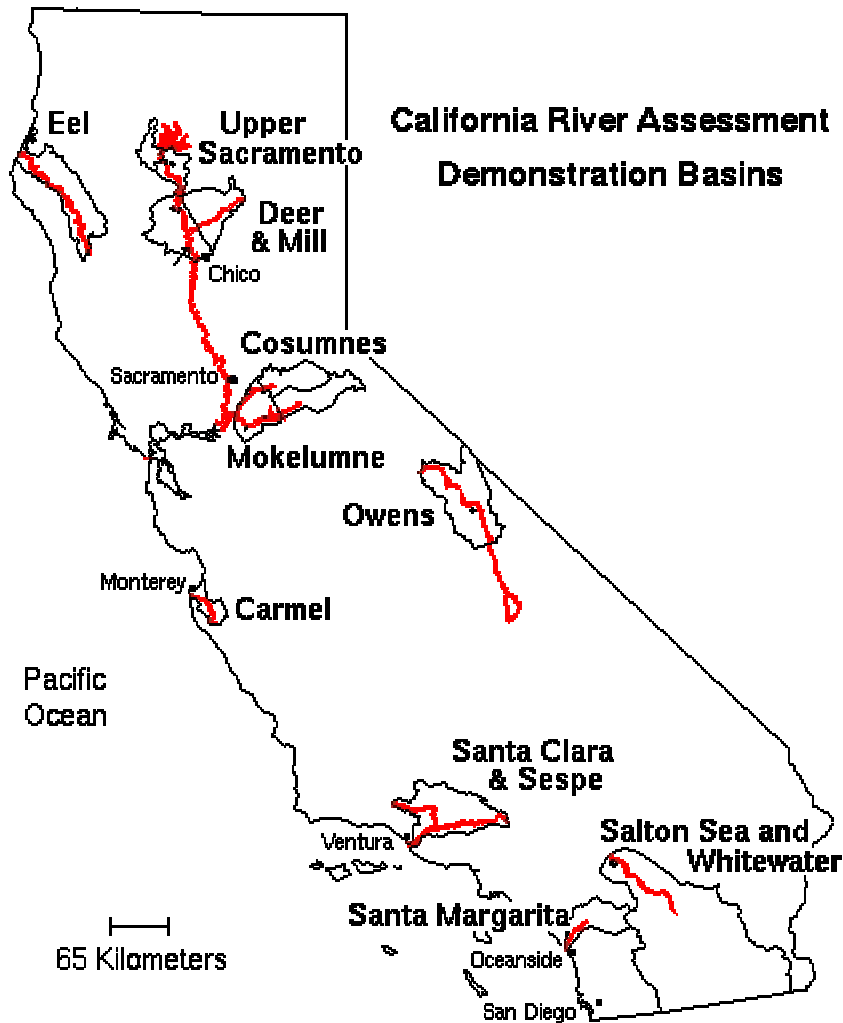 California River Assessment
Demonstration Basins
Eel
Upper
Sacramento
Deer
& Mill
Chico
Cosumnes
Sacramento
Mokelumne
Owens
Monterey
Carmel
Pacific
Ocean
Santa Clara
& Sespe
Ventura
Salton Sea and
Whitewater
Santa Margarita
Oceanside
65 Kilometers
San Diego